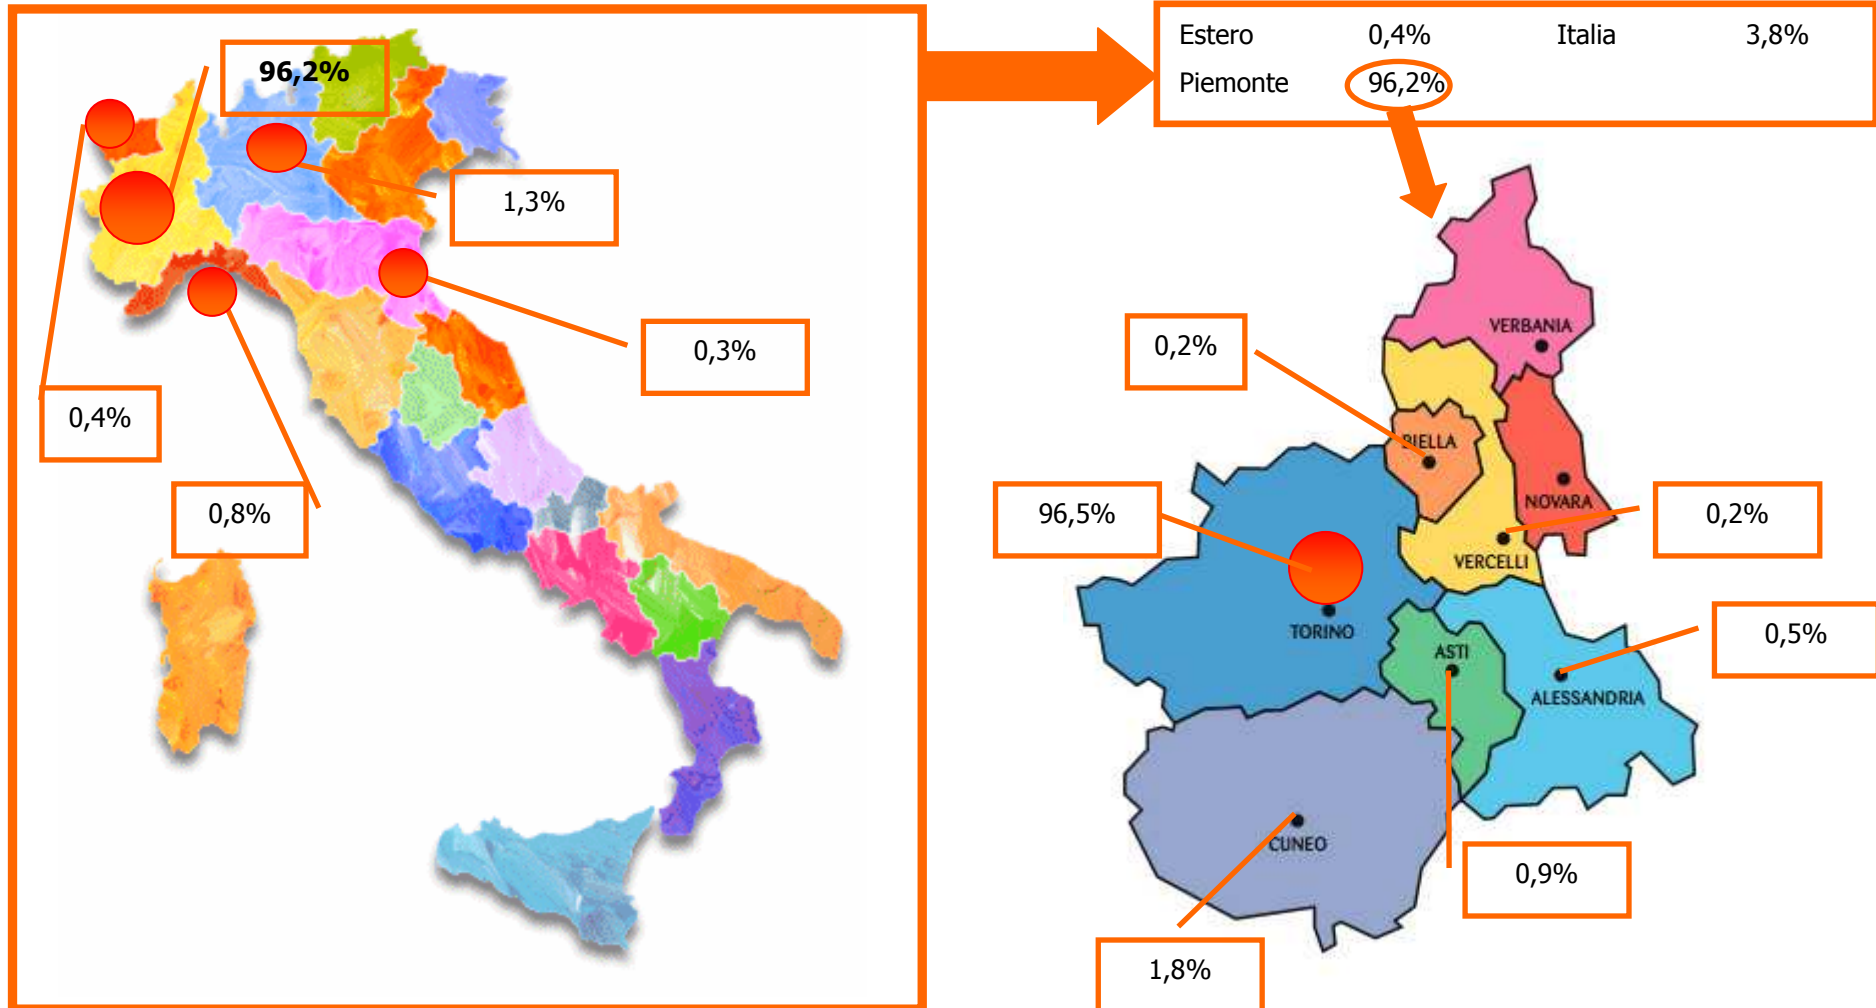 96,2%
1,3%
0,3%
0,4%
0,8%
Estero 0,4% Italia 3,8%
Piemonte 96,2%
VERBANIA
0,2%
BIELLA
NOVARA
96,5%
0,2%
VERCELLI
TORINO
0,5%
ASTI
ALESSANDRIA
CUNEO
0,9%
1,8%